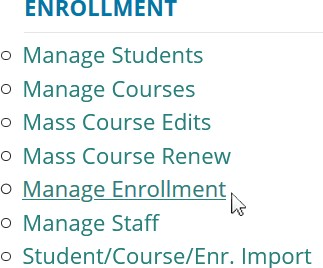 ENROLLMENT
Manage Students
Manage Courses
Mass Course Edits
Mass Course Renew
Manage Enrollment
Manage Staff
Student/Course/Enr. Import